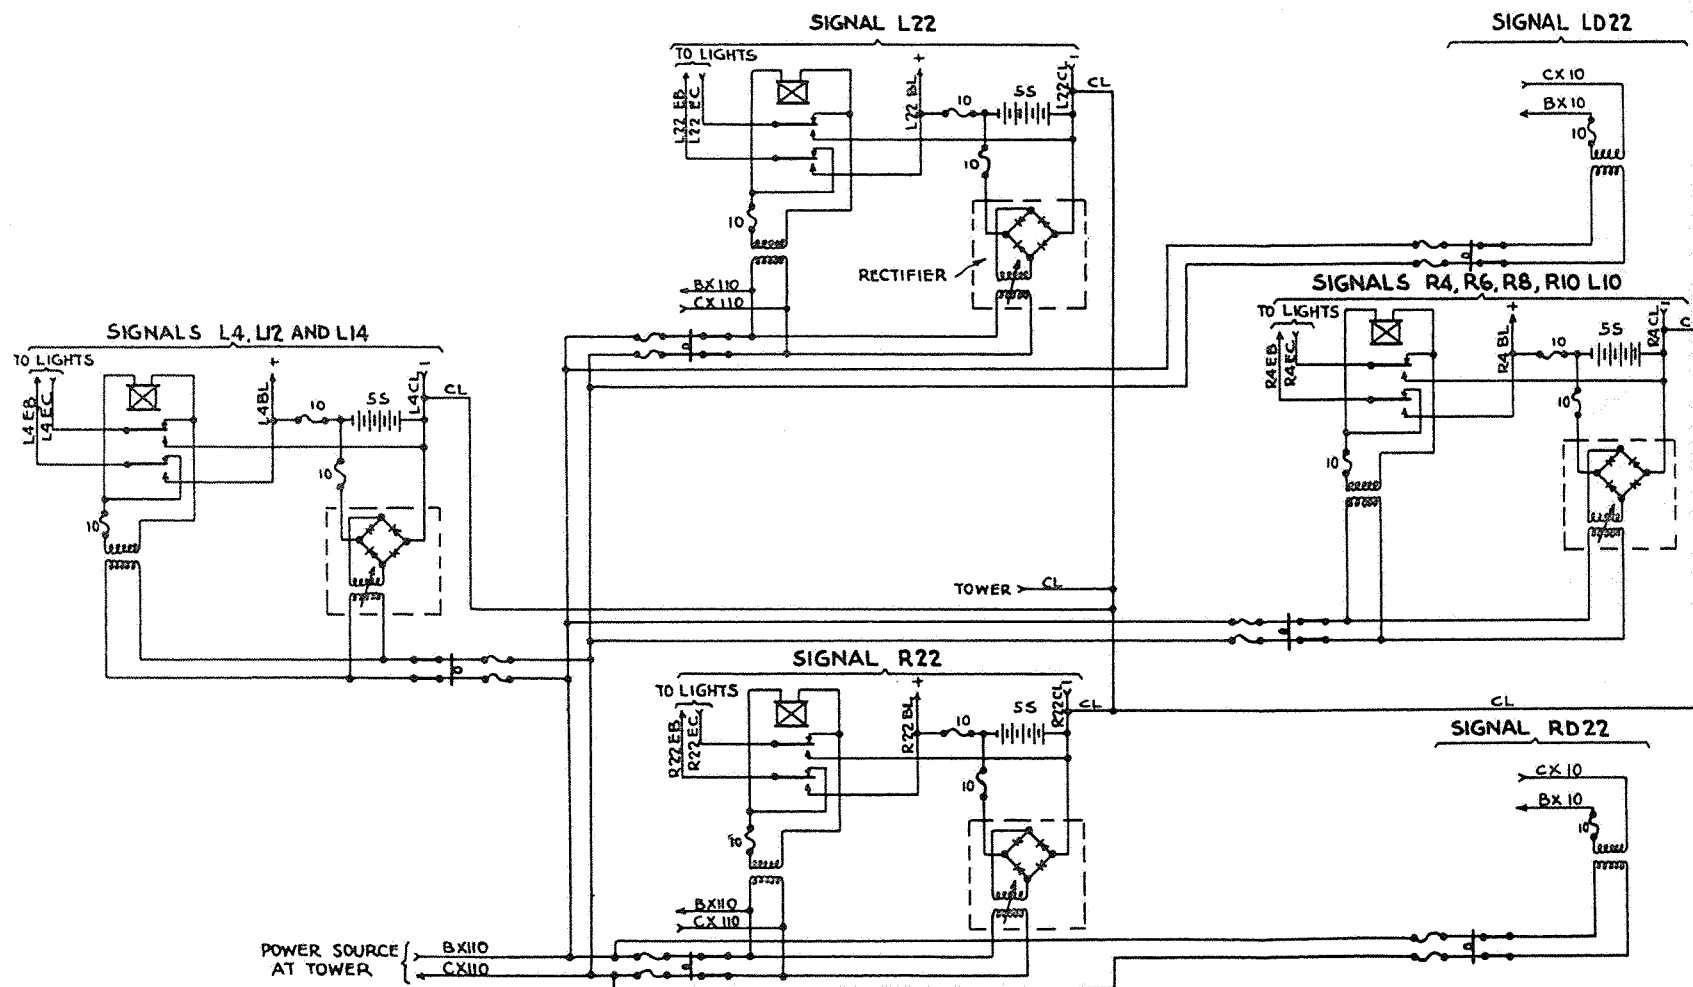 SIGNAL L22
TO LIGHTS
L22 EB
L22 EC
L22 BL
+
10
5S
L22CL
-
CL
10
10
RECTIFIER
BX110
CX 110
SIGNAL LD22
CX 10
BX 10
10
SIGNALS R4, R6, R8, R10 L10
TO LIGHTS
R4 EB
R4 EC
R4 BL
+
10
5S
R4 CL
-
C
10
10
SIGNALS L4, L12 AND L14
TO LIGHTS
L4 EB
L4 EC
L4BL
+
10
5S
L4CL
-
CL
10
10
TOWER
CL
SIGNAL R22
TO LIGHTS
R22 EB
R22 EC
R22 BL
+
10
5S
R22CL
-
CL
10
10
BX110
CX 110
CL
SIGNAL RD22
CX 10
BX 10
10
POWER SOURCE
AT TOWER
BX110
CX110